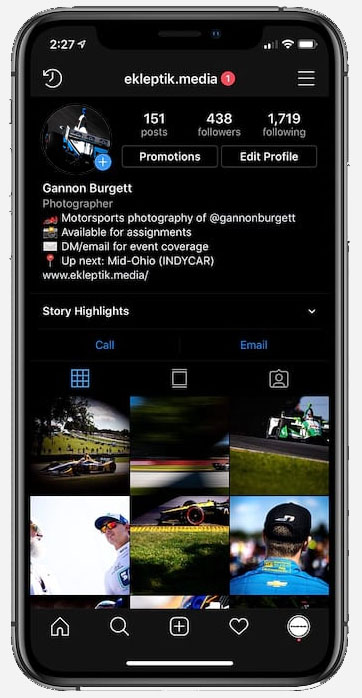 2:27
ekleptik.media 1
151 438 1,719
posts followers following
Promotions Edit Profile
Gannon Burgett
Photographer
Motorsports photography of @gannonburgett
Available for assignments
DM/email for event coverage
Up next: Mid-Ohio (INDYCAR)
www.ekleptik.media/
Story Highlights
Call Email